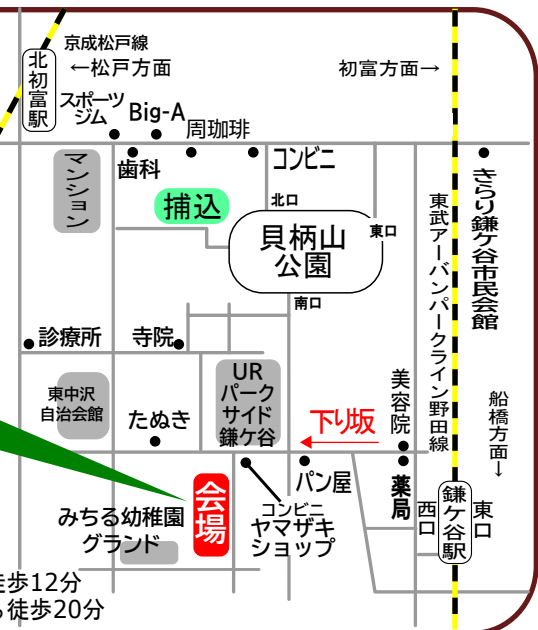 京成松戸線
←松戸方面
初富方面→
北初富駅
スポーツ
ジム
Big-A
周珈琲
歯科
コンビニ
マンション
捕込
北口
貝柄山
公園
東口
南口
東武アーバンパークライン野田線
きらり鎌ケ谷市民会館
診療所
寺院
UR
パーク
サイド
鎌ケ谷
東中沢
自治会館
たぬき
美容院
船橋方面→
下り坂
パン屋
薬局
会場
コンビニ
ヤマザキ
ショップ
みちる幼稚園
グランド
西口
鎌ケ谷駅
東口
徒歩12分
徒歩20分